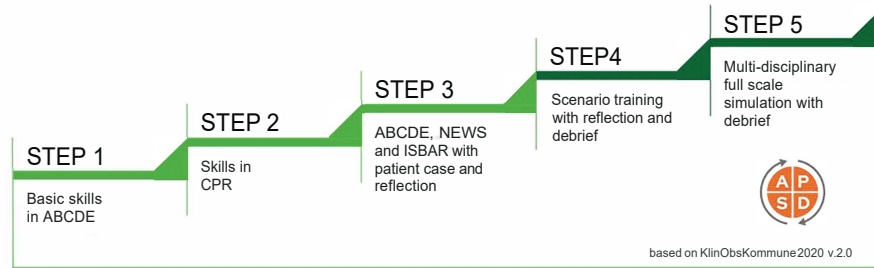 STEP 1
Basic skills
in ABCDE
STEP 2
Skills in
CPR
STEP 3
ABCDE, NEWS
and ISBAR with
patient case and
reflection
STEP4
Scenario training
with reflection and
debrief
STEP 5
Multi-disciplinary
full scale
simulation with
debrief
A P
S D
based on KlinObsKommune2020 v.2.0